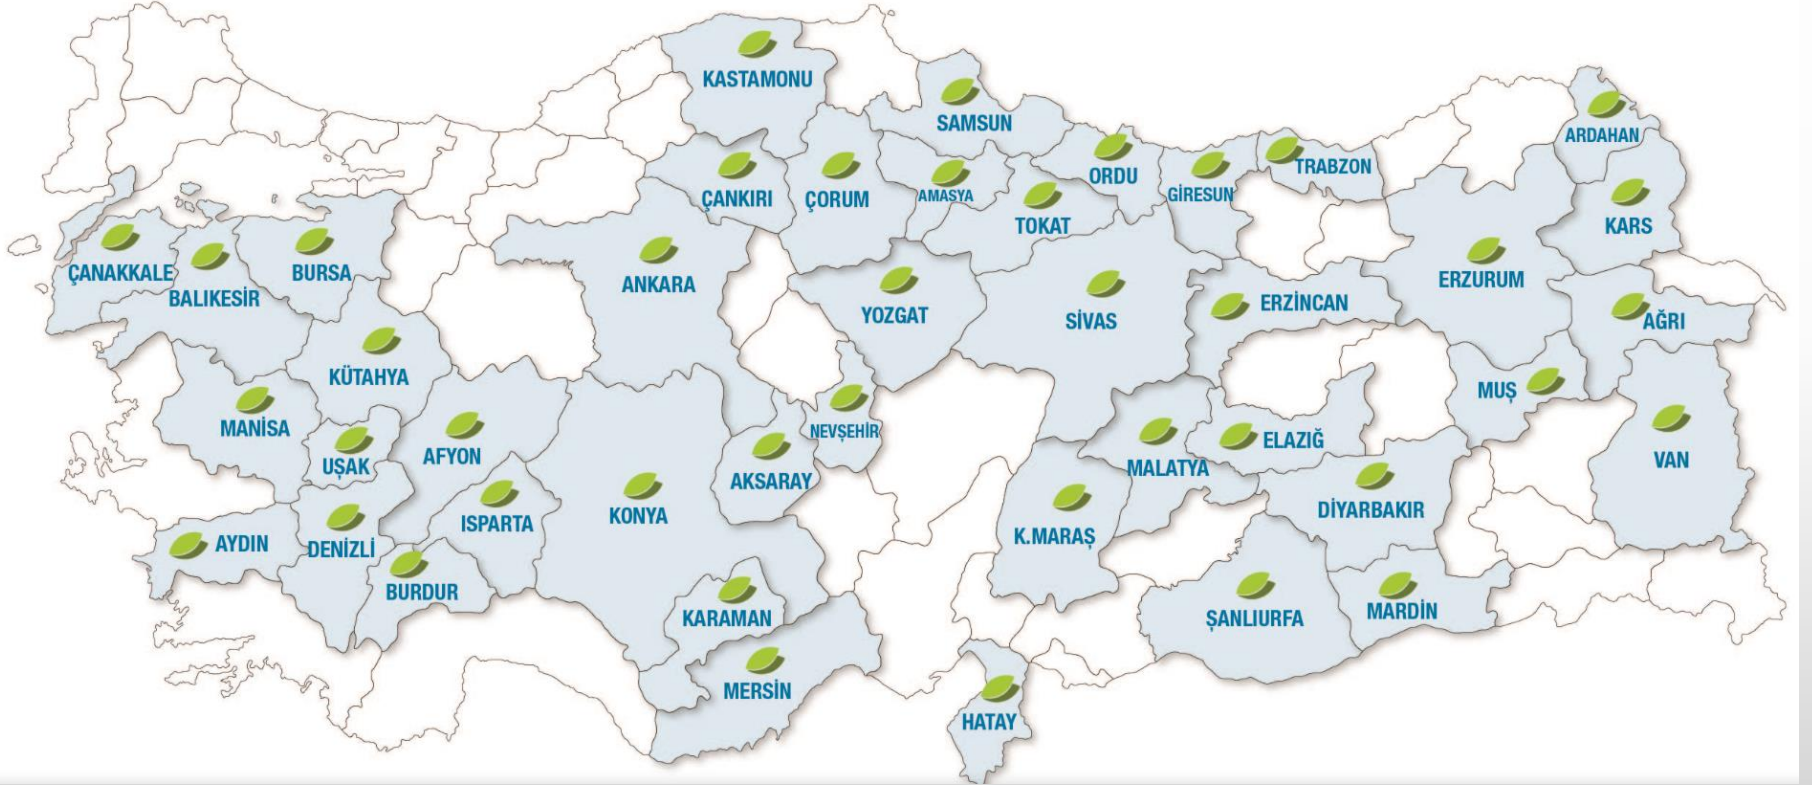 KASTAMONU
SAMSUN
ARDAHAN
ÇANKIRI
ÇORUM
AMASYA
TOKAT
ORDU
GİRESUN
TRABZON
KARS
ÇANAKKALE
BALIKESİR
BURSA
ANKARA
YOZGAT
SİVAS
ERZİNCAN
ERZURUM
AĞRI
KÜTAHYA
MANİSA
UŞAK
AFYON
NEVŞEHİR
AKSARAY
MALATYA
ELAZIĞ
MUŞ
VAN
AYDIN
DENİZLİ
ISPARTA
KONYA
K.MARAŞ
DİYARBAKIR
BURDUR
KARAMAN
ŞANLIURFA
MARDİN
MERSİN
HATAY